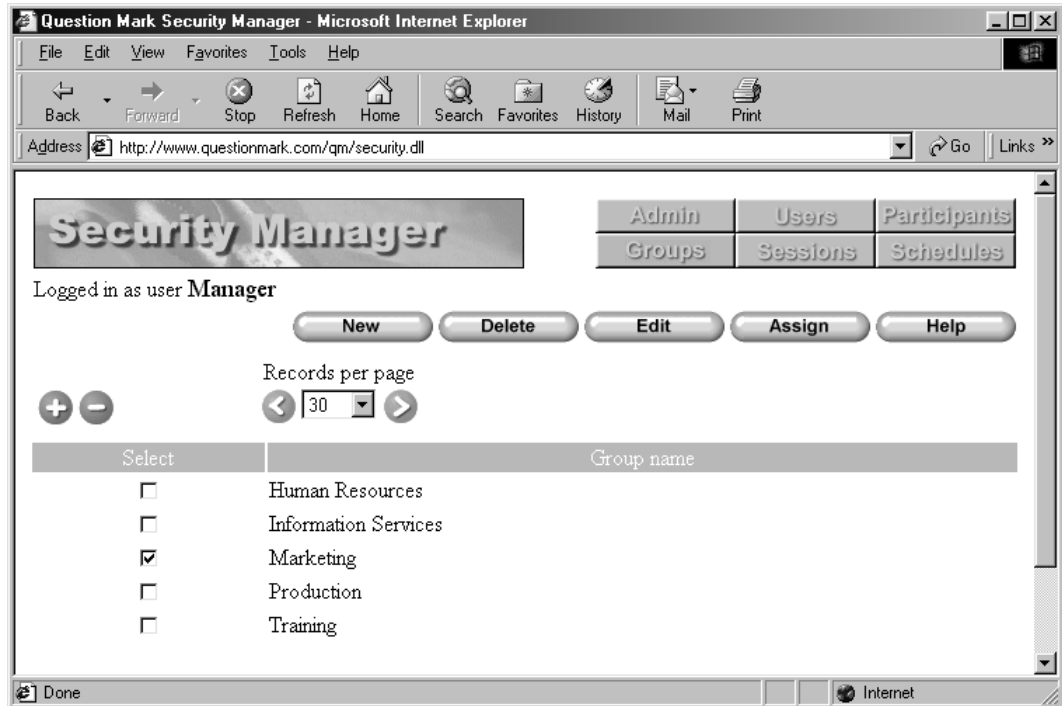 Question Mark Security Manager - Microsoft Internet Explorer
File Edit View Favorites Tools Help
Back Forward Stop Refresh Home Search Favorites History Mail Print
Address http://www.questionmark.com/qm/security.dll Go Links »
Security Manager
Admin Users Participants
Groups Sessions Schedules
Logged in as user Manager
New Delete Edit Assign Help
Records per page
30
Select Group name
Human Resources
Information Services
Marketing
Production
Training
Done Internet